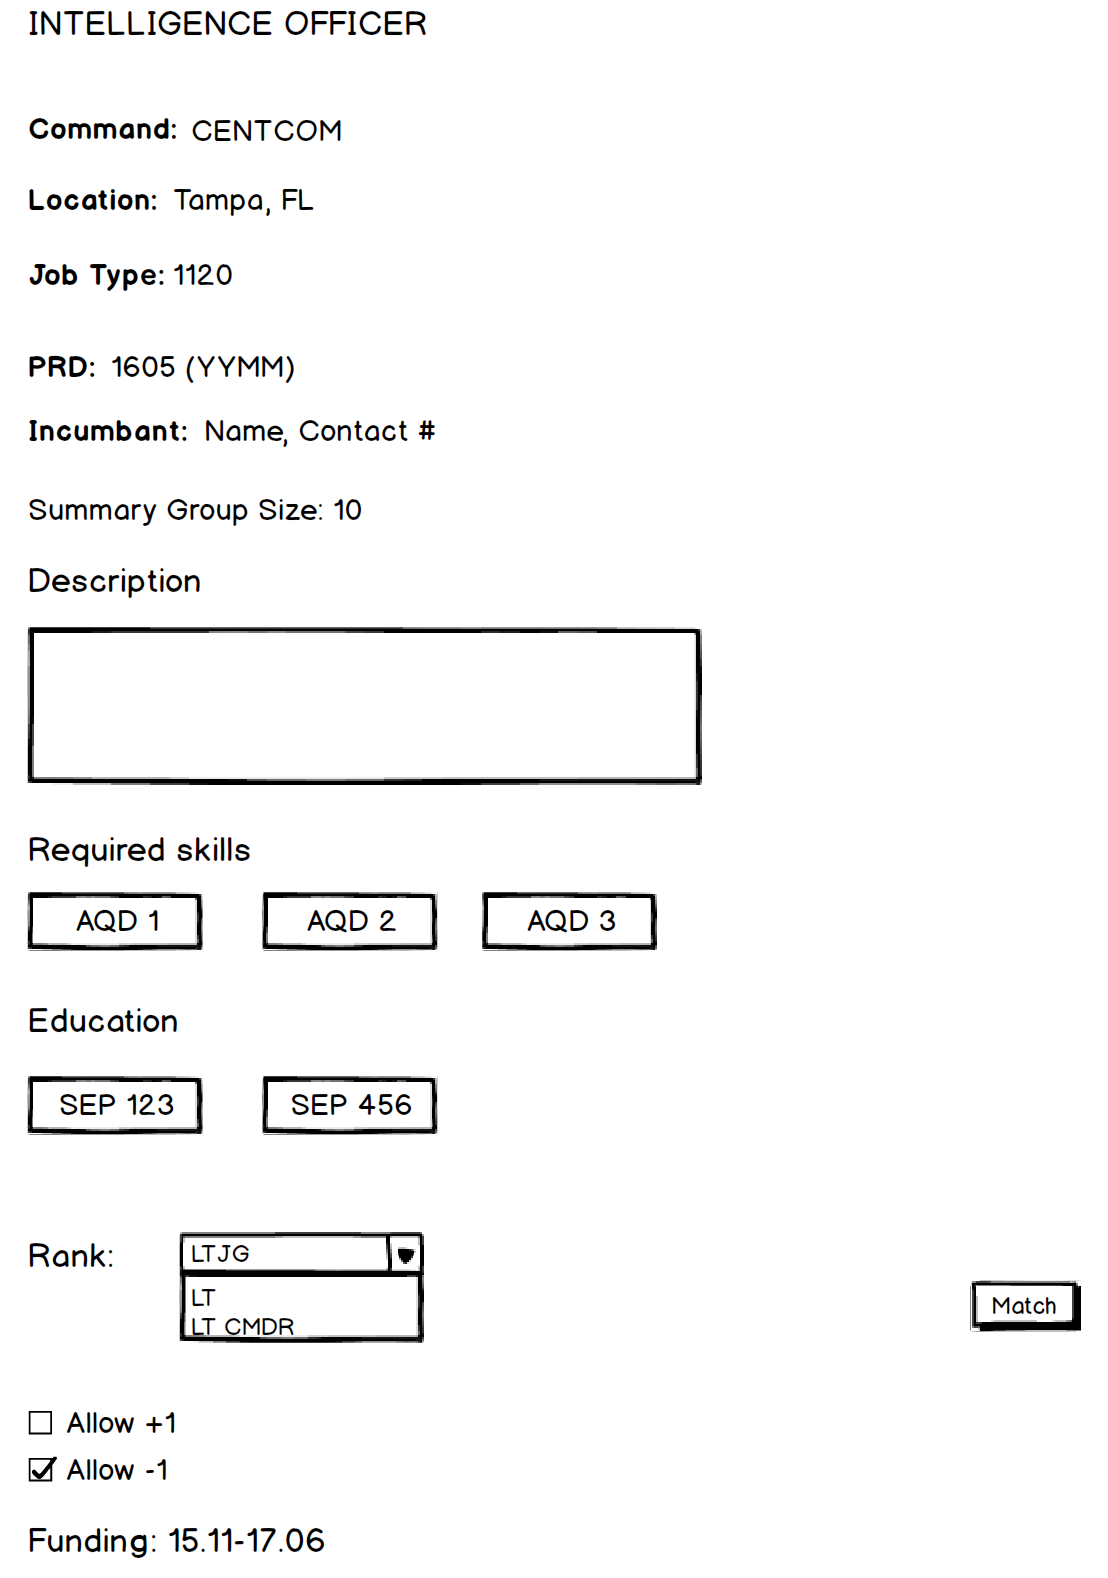 INTELLIGENCE OFFICER
Command: CENTCOM
Location: Tampa, FL
Job Type: 1120
PRD: 1605 (YYMM)
Incumbant: Name, Contact #
Summary Group Size: 10
Description
Required skills
AQD 1 AQD 2 AQD 3
Education
SEP 123 SEP 456
Rank: LTJG
LT
LT CMDR
Match
Allow +1
Allow -1
Funding: 15.11-17.06